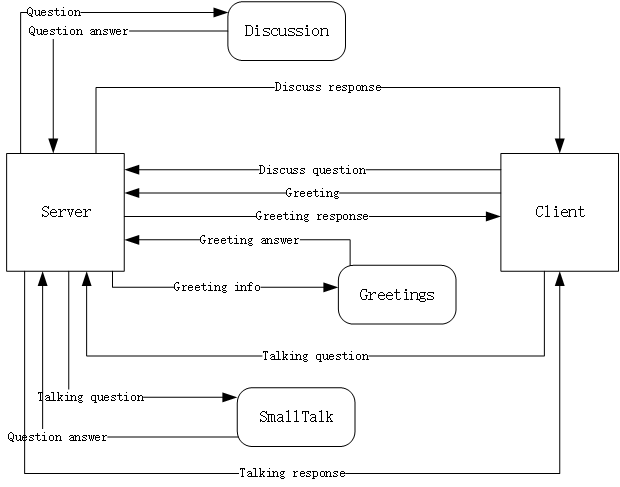 Question
Question answer
Discussion
Discuss response
Discuss question
Greeting
Server
Client
Greeting response
Greeting answer
Greeting info
Greetings
Talking question
Talking question
SmallTalk
Question answer
Talking response